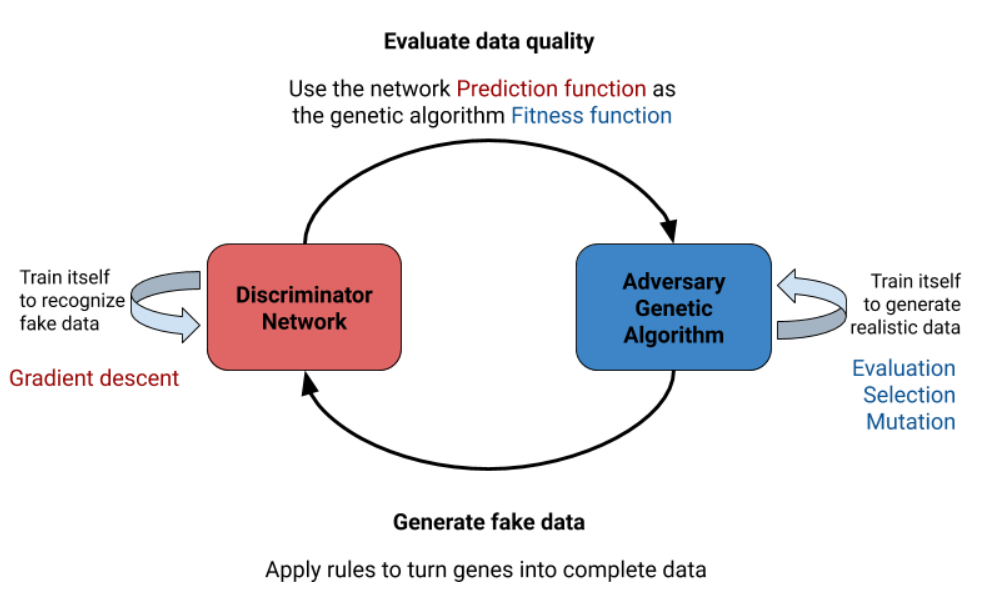 Evaluate data quality
Use the network Prediction function as
the genetic algorithm Fitness function
Train itself
to recognize
fake data
Gradient descent
Discriminator
Network
Adversary
Genetic
Algorithm
Train itself
to generate
realistic data
Evaluation
Selection
Mutation
Generate fake data
Apply rules to turn genes into complete data